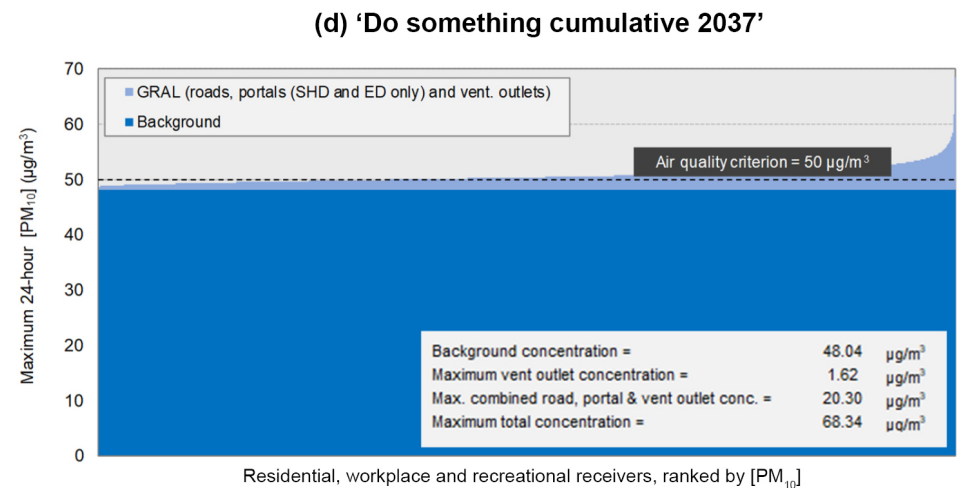 (d) ‘Do something cumulative 2037’
70
60
50
40
30
20
10
0
Maximum 24-hour [PM₁₀] (µg/m³)
GRAL (roads, portals (SHD and ED only) and vent. outlets)
Background
Air quality criterion = 50 µg/m³
Background concentration = 48.04 µg/m³
Maximum vent outlet concentration = 1.62 µg/m³
Max. combined road, portal & vent outlet conc. = 20.30 µg/m³
Maximum total concentration = 68.34 µg/m³
Residential, workplace and recreational receivers, ranked by [PM₁₀]